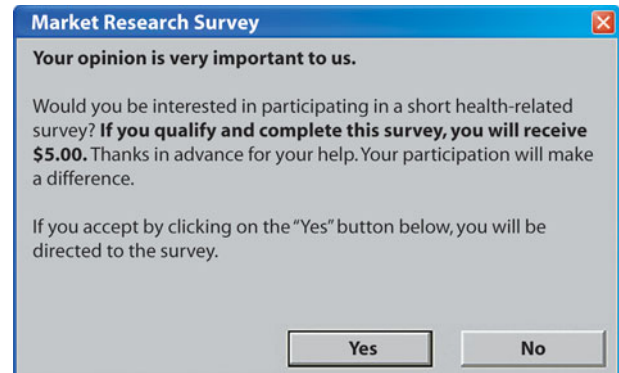 Market Research Survey
Your opinion is very important to us.
Would you be interested in participating in a short health-related
survey? If you qualify and complete this survey, you will receive
$5.00. Thanks in advance for your help. Your participation will make
a difference.
If you accept by clicking on the “Yes” button below, you will be
directed to the survey.
Yes No